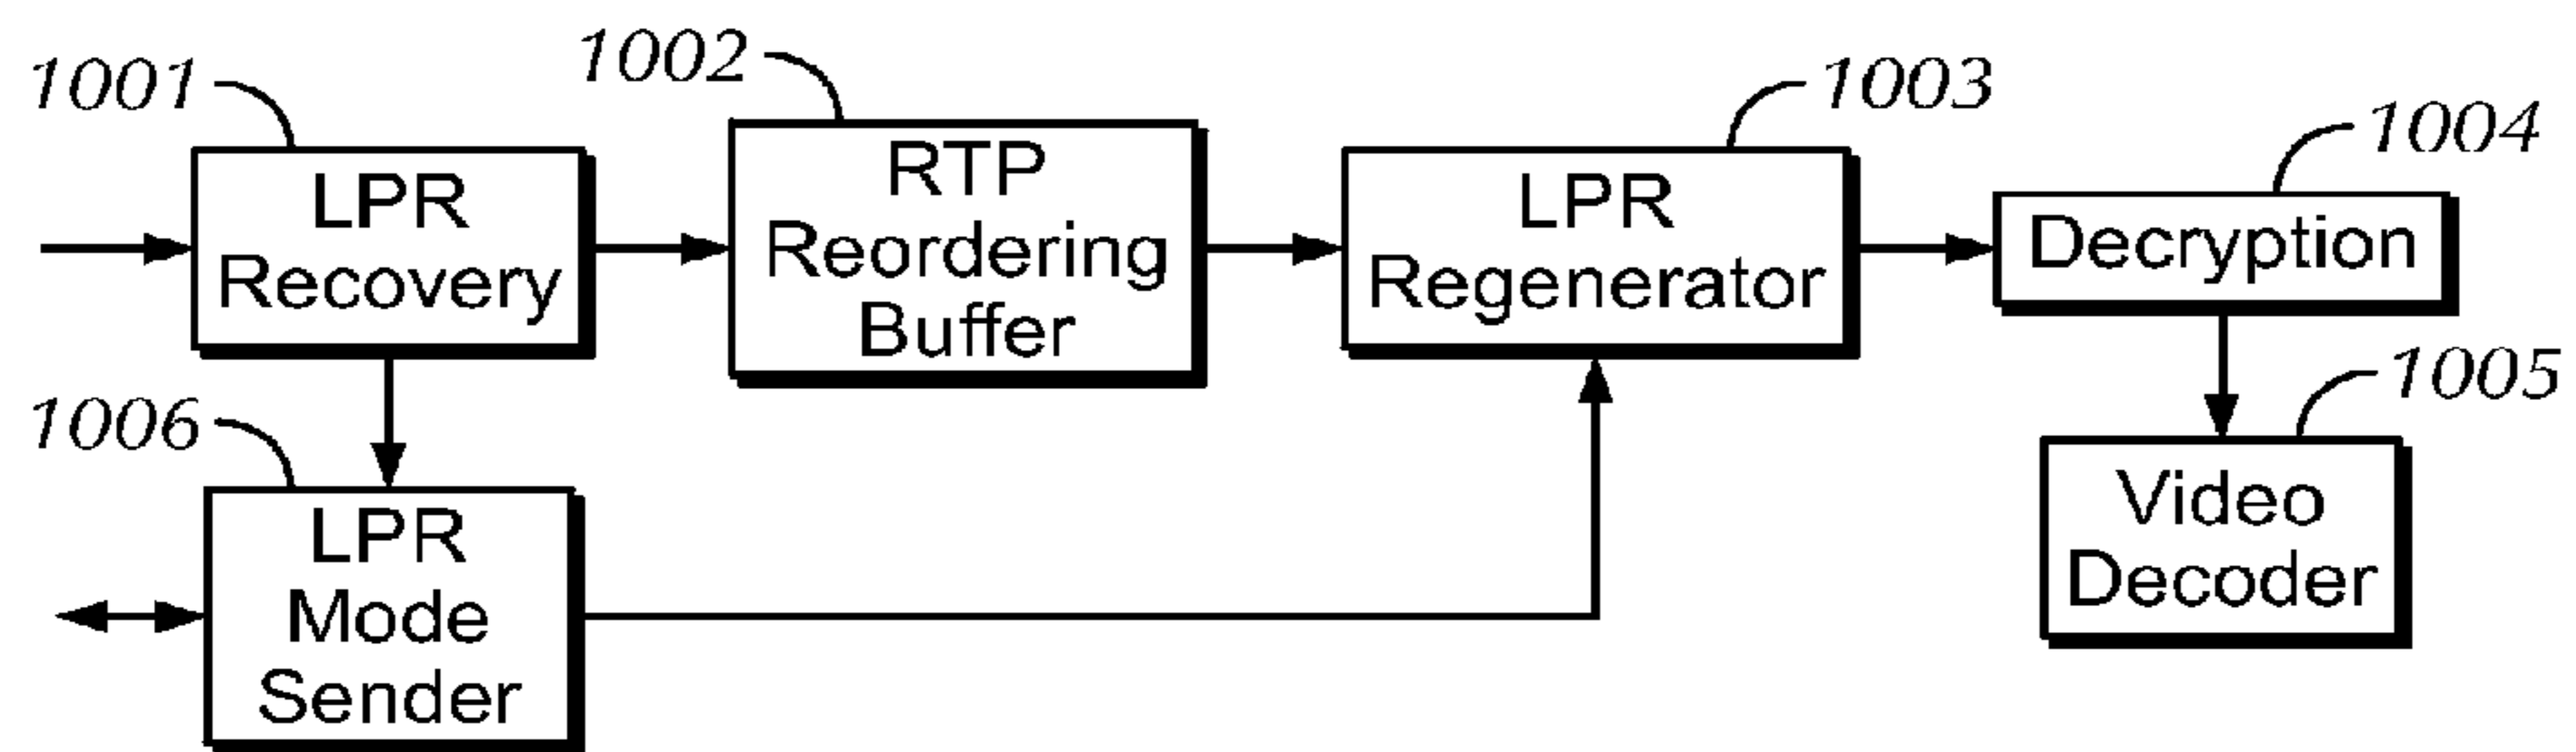 1001
LPR
Recovery
1002
RTP
Reordering
Buffer
1003
LPR
Regenerator
1004
Decryption
1005
Video
Decoder
1006
LPR
Mode
Sender